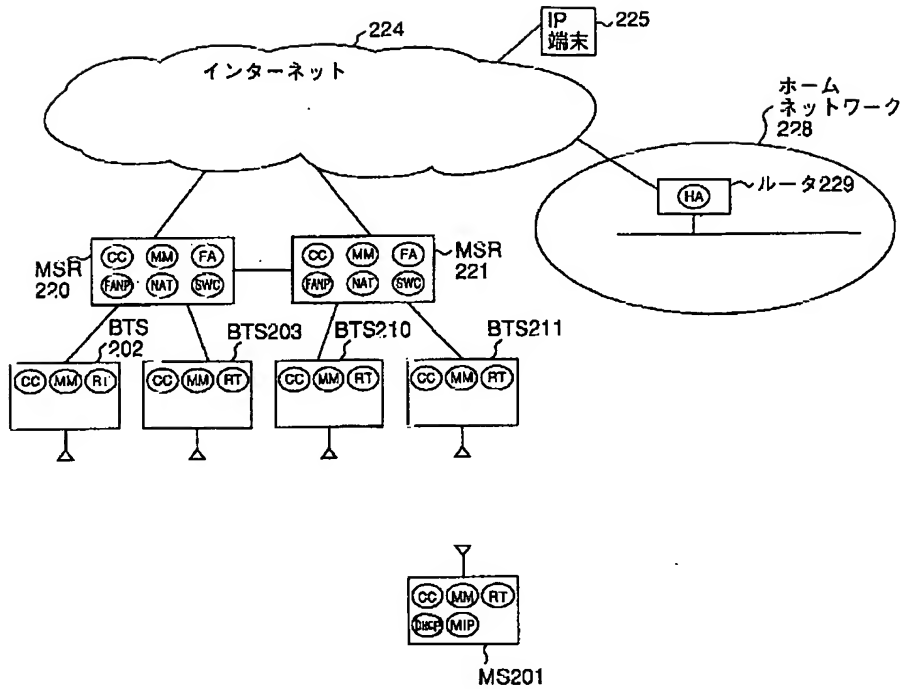 224
IP
端末
225
インターネット
ホーム
ネットワーク
228
HA
ルータ229
CC MM FA
FANP NAT SWC
MSR
220
CC MM FA
FANP NAT SWC
MSR
221
BTS
202
BTS203
BTS210
BTS211
CC MM RT
CC MM RT
CC MM RT
CC MM RT
CC MM RT
DHCP MIP
MS201